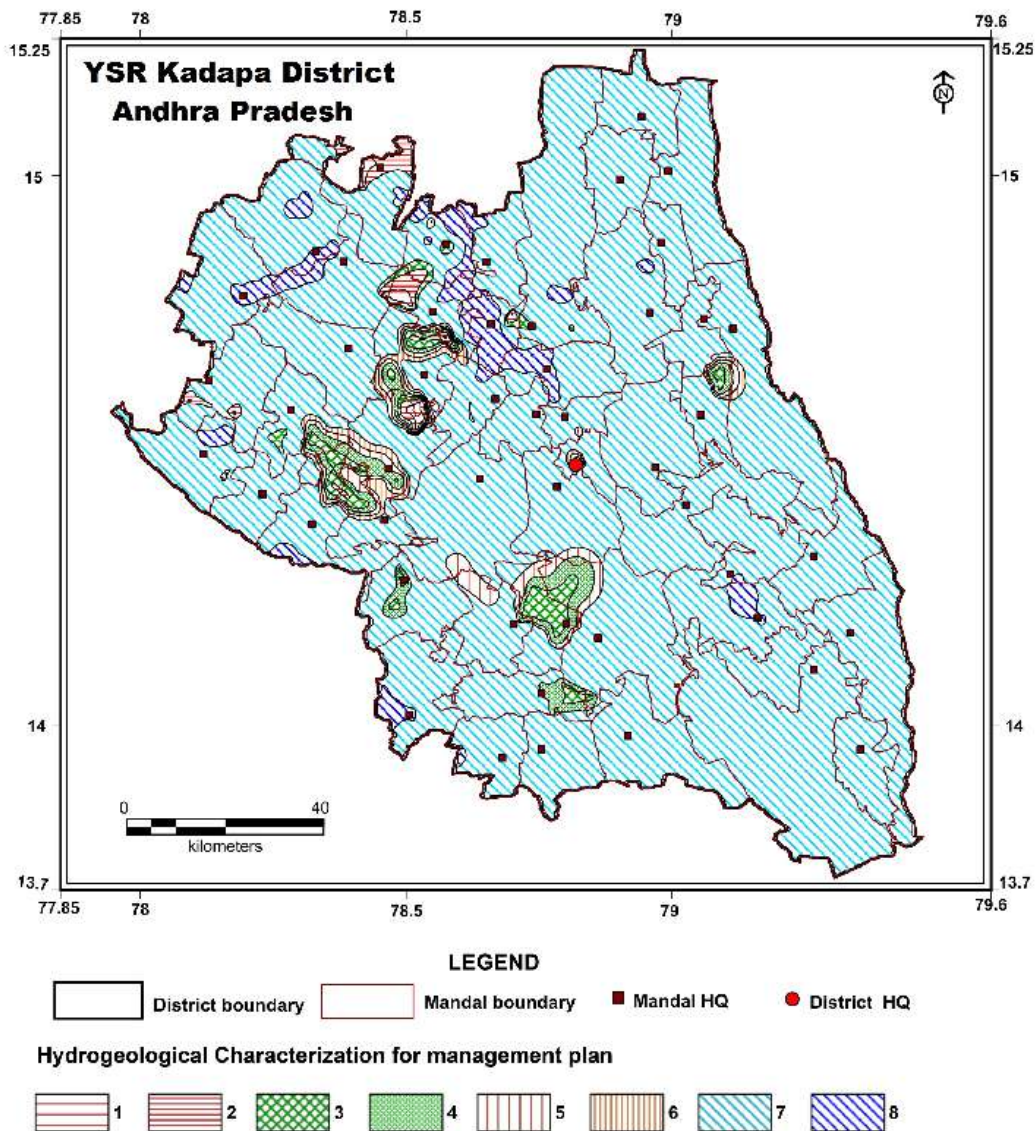 77.85 78 78.5 79 79.6
15.25 15.25
YSR Kadapa District
Andhra Pradesh
N
15 15
14 14
0 40
kilometers
13.7 13.7
77.85 78 78.5 79 79.6
LEGEND
District boundary Mandal boundary Mandal HQ District HQ
Hydrogeological Characterization for management plan
1 2 3 4 5 6 7 8